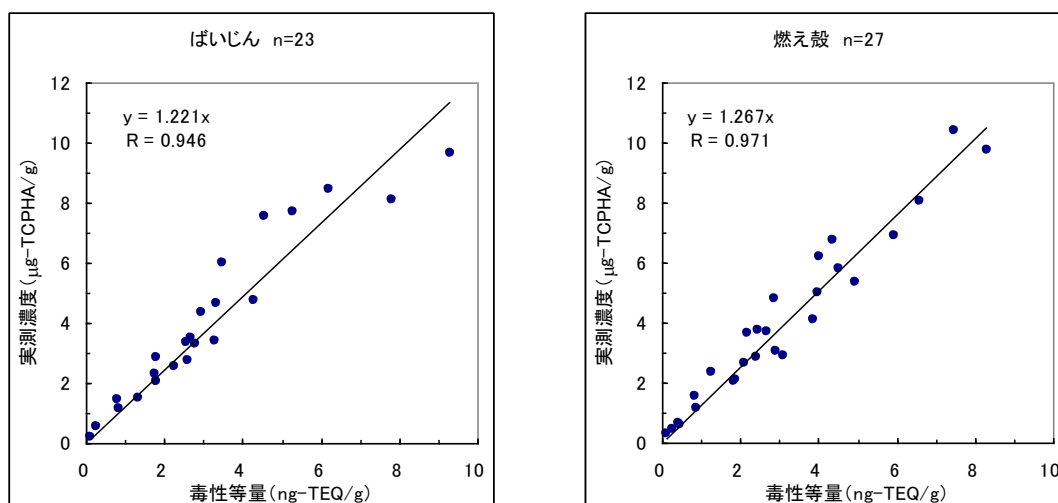 ばいじん n=23
y = 1.221x
R = 0.946
実測濃度(μg-TCPHA/g)
12
10
8
6
4
2
0
0 2 4 6 8 10
毒性等量(ng-TEQ/g)
燃え殻 n=27
y = 1.267x
R = 0.971
実測濃度(μg-TCPHA/g)
12
10
8
6
4
2
0
0 2 4 6 8 10
毒性等量(ng-TEQ/g)